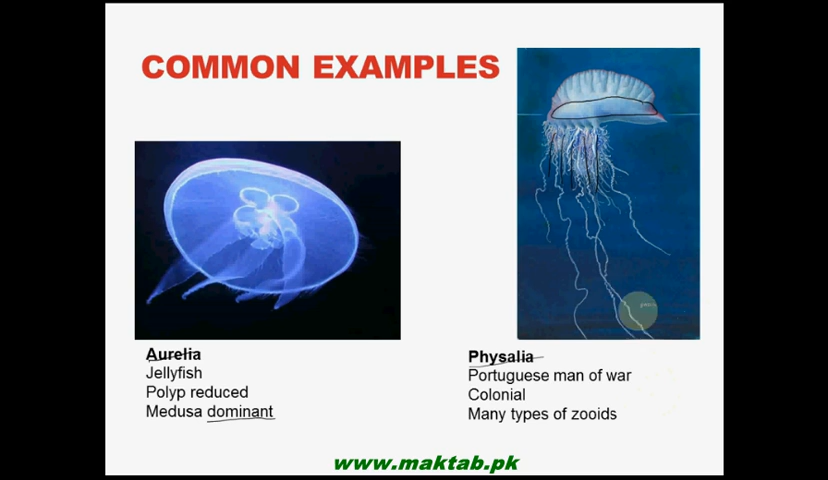 COMMON EXAMPLES
Aurelia
Jellyfish
Polyp reduced
Medusa dominant
Physalia
Portuguese man of war
Colonial
Many types of zooids
www.maktab.pk